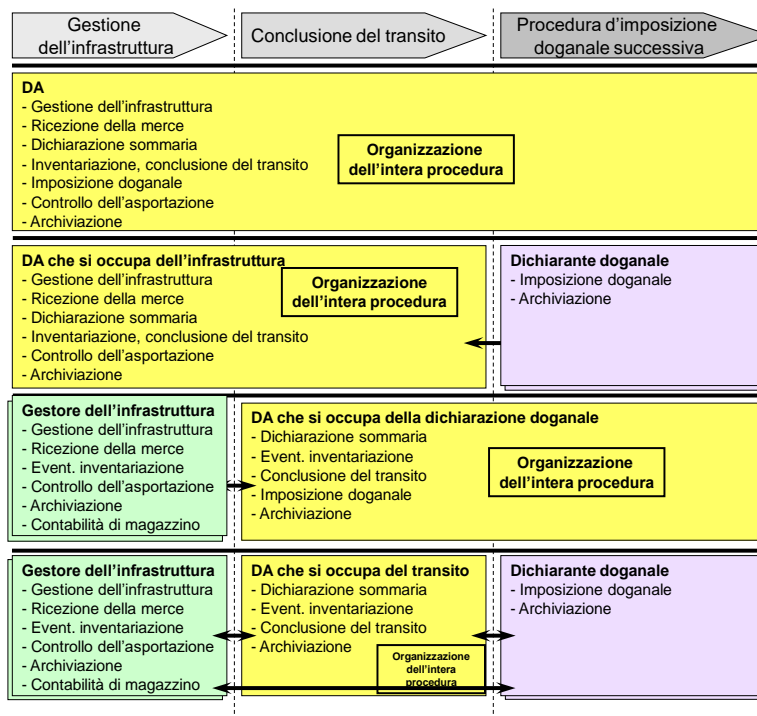 Gestione
dell'infrastruttura
Conclusione del transito
Procedura d'imposizione
doganale successiva
DA
- Gestione dell'infrastruttura
- Ricezione della merce
- Dichiarazione sommaria
- Inventariazione, conclusione del transito
- Imposizione doganale
- Controllo dell'asportazione
- Archiviazione
Organizzazione
dell'intera procedura
DA che si occupa dell'infrastruttura
- Gestione dell'infrastruttura
- Ricezione della merce
- Dichiarazione sommaria
- Inventariazione, conclusione del transito
- Controllo dell'asportazione
- Archiviazione
Organizzazione
dell'intera procedura
Dichiarante doganale
- Imposizione doganale
- Archiviazione
Gestore dell'infrastruttura
- Gestione dell'infrastruttura
- Ricezione della merce
- Event. inventariazione
- Controllo dell'asportazione
- Archiviazione
- Contabilità di magazzino
DA che si occupa della dichiarazione doganale
- Dichiarazione sommaria
- Event. inventariazione
- Conclusione del transito
- Imposizione doganale
- Archiviazione
Organizzazione
dell'intera procedura
Gestore dell'infrastruttura
- Gestione dell'infrastruttura
- Ricezione della merce
- Event. inventariazione
- Controllo dell'asportazione
- Archiviazione
- Contabilità di magazzino
DA che si occupa del transito
- Dichiarazione sommaria
- Event. inventariazione
- Conclusione del transito
- Archiviazione
Organizzazione
dell'intera
procedura
Dichiarante doganale
- Imposizione doganale
- Archiviazione